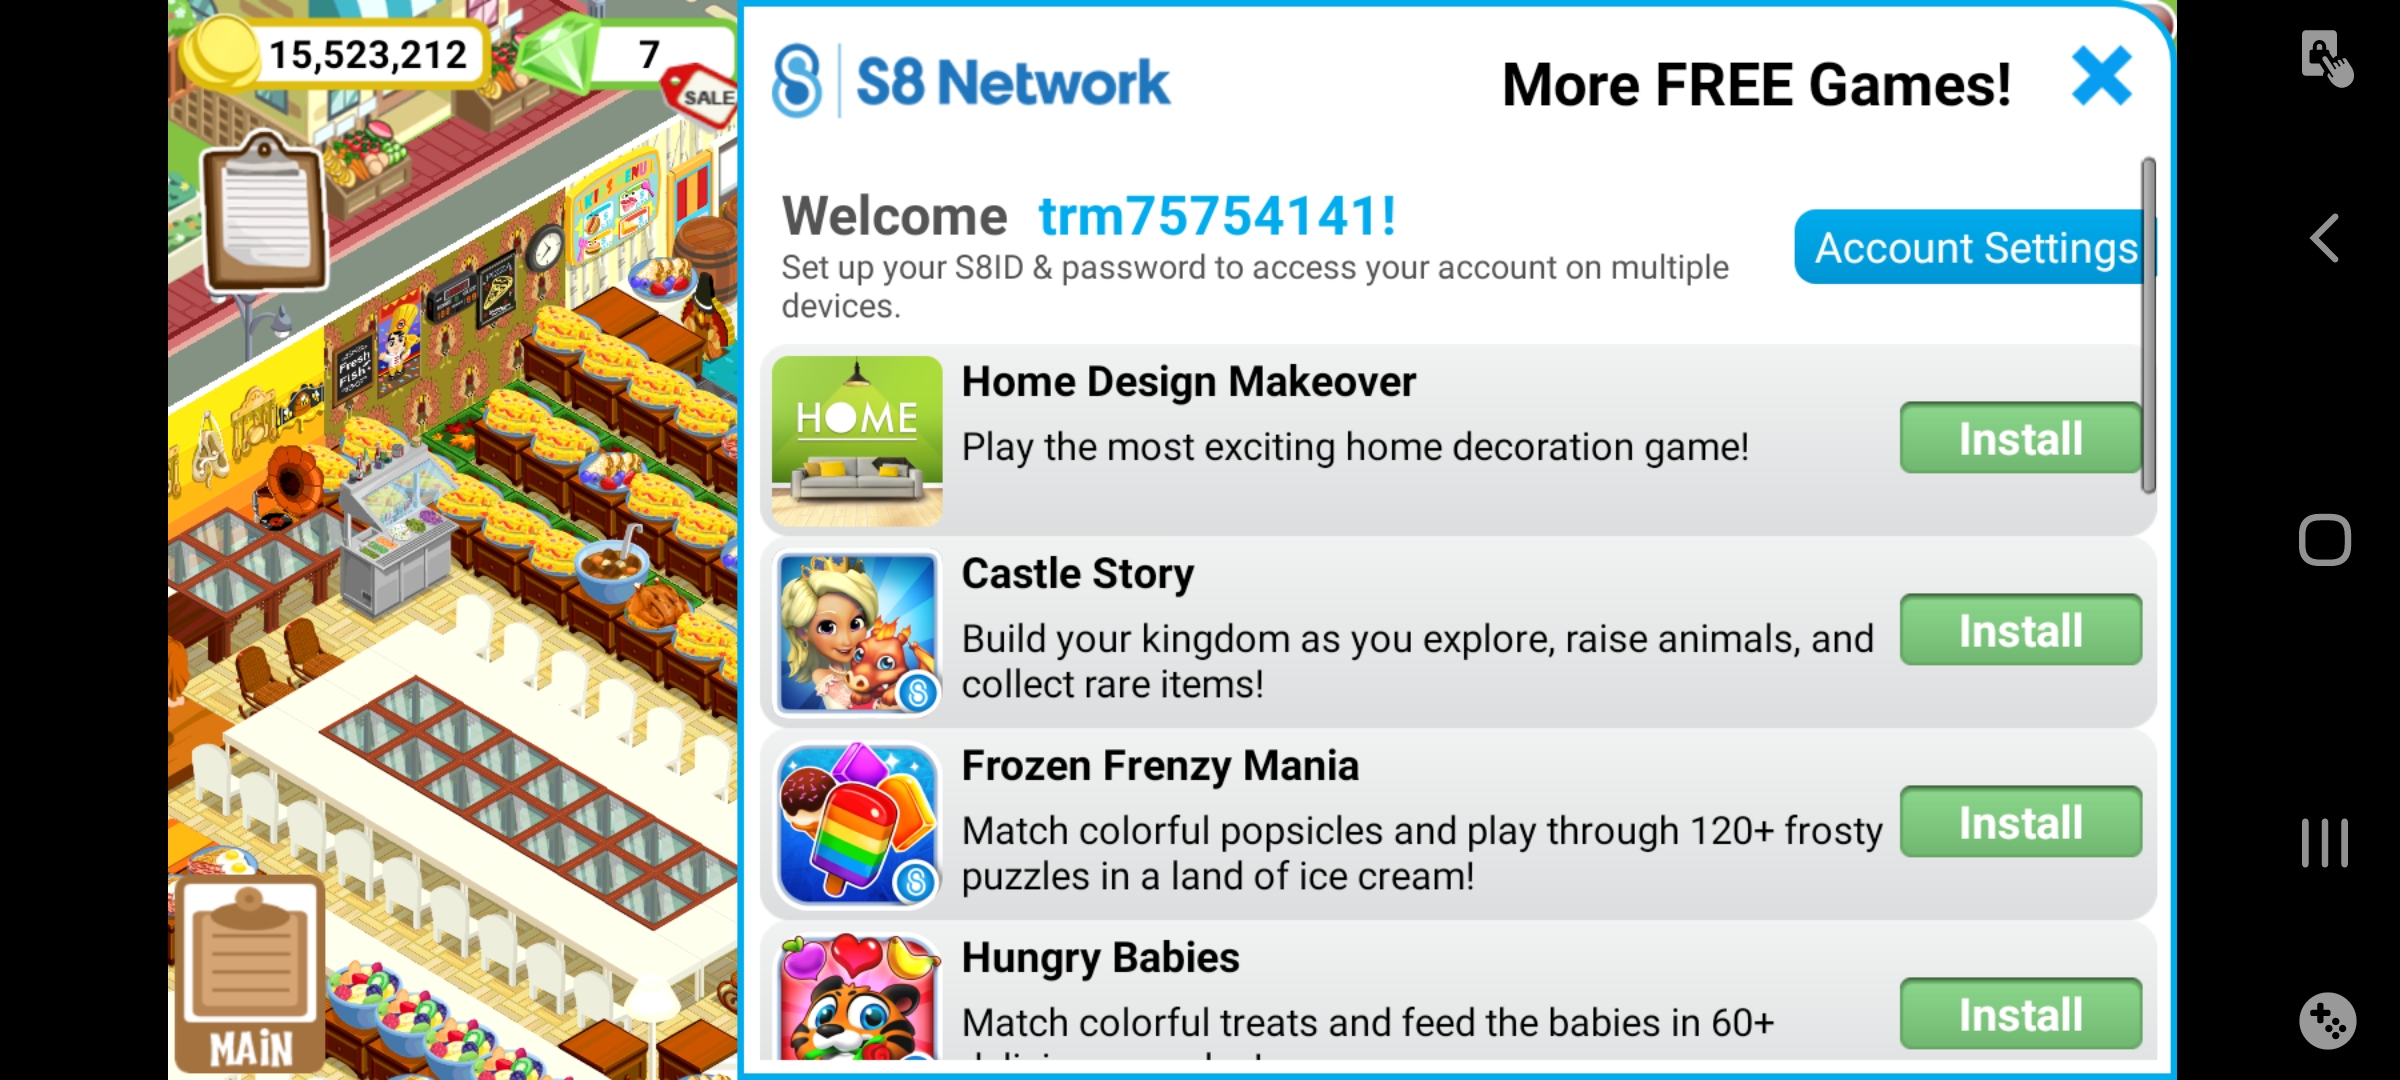 15,523,212
7
SALE
S8 Network
More FREE Games!
Welcome trm75754141!
Account Settings
Set up your S8ID & password to access your account on multiple
devices.
Fresh
Fish
HOME
Home Design Makeover
Play the most exciting home decoration game!
Install
Castle Story
Build your kingdom as you explore, raise animals, and
collect rare items!
Install
Frozen Frenzy Mania
Match colorful popsicles and play through 120+ frosty
puzzles in a land of ice cream!
Install
Hungry Babies
Match colorful treats and feed the babies in 60+
Install
MAiN